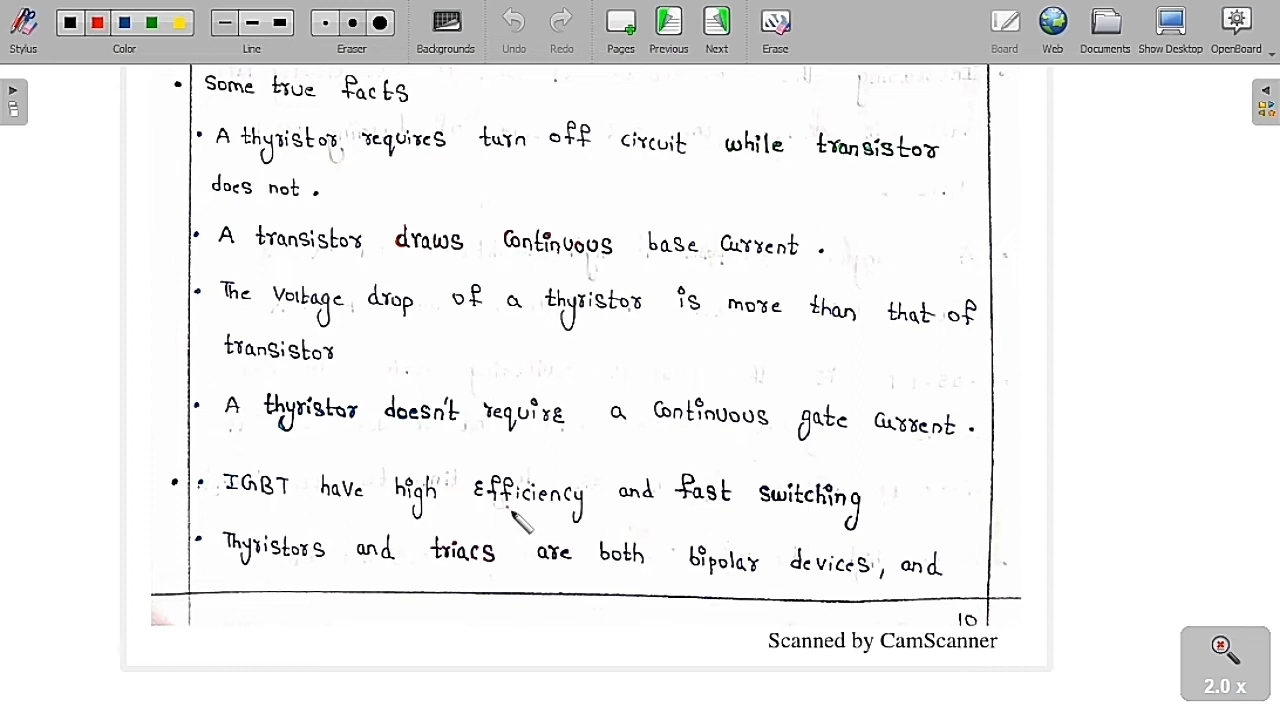 Stylus Color Line Eraser Backgrounds Undo Redo Pages Previous Next Erase Board Web Documents Show Desktop OpenBoard
• Some true facts
• A thyristor requires turn off circuit while transistor
does not.
• A transistor draws continuous base current.
• The Voltage drop of a thyristor is more than that of
transistor
• A thyristor doesn't require a continuous gate current.
• • IGBT have high efficiency and fast switching
• Thyristors and triacs are both bipolar devices, and
10
Scanned by CamScanner
2.0 x